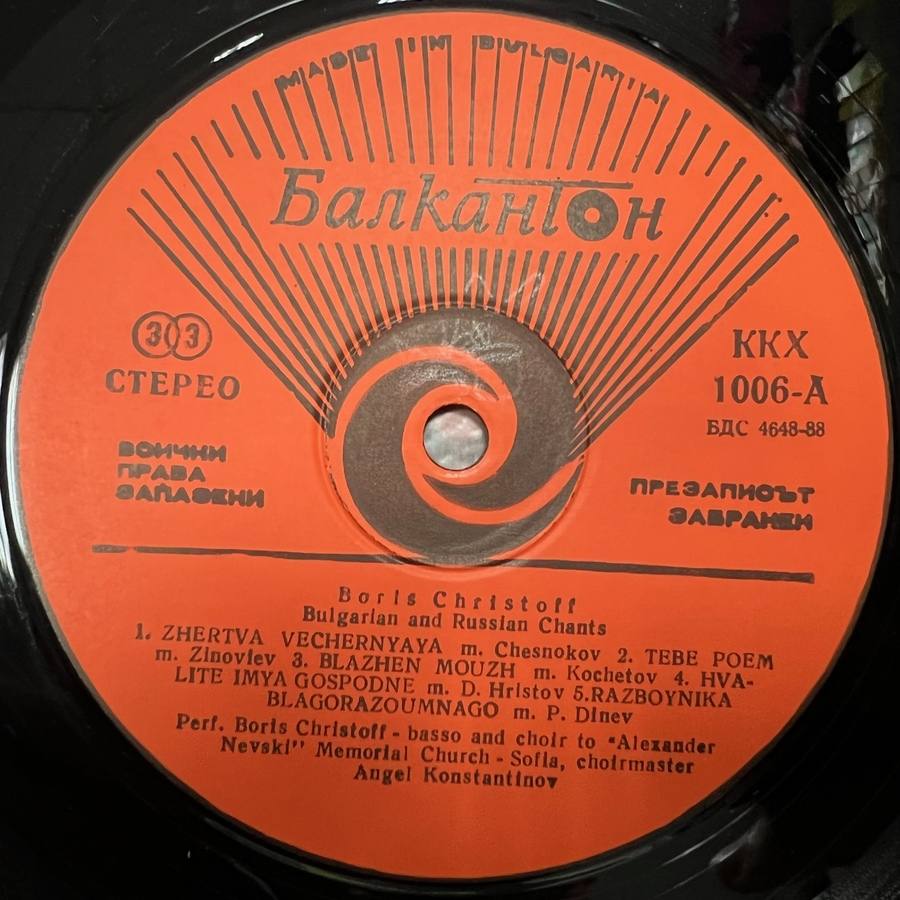 MADE IN BULGARIA
Балкантон
33
СТЕРЕО
ККХ
1006-А
БДС 4648-88
ВСИЧКИ
ПРАВА
ЗАПАЗЕНИ
ПРЕЗАПИСЪТ
ЗАБРАНЕН
Boris Christoff
Bulgarian and Russian Chants
1. ZHERTVA VECHERNYAYA m. Chesnokov 2. TEBE POEM
m. Zinoviev 3. BLAZHEN MOUZH m. Kochetov 4. HVA-
LITE IMYA GOSPODNE m. D. Hristov 5.RAZBOYNIKA
BLAGORAZOUMNAGO m. P. Dinev
Perf. Boris Christoff - basso and choir to "Alexander
Nevski" Memorial Church - Sofia, choirmaster
Angel Konstantinov